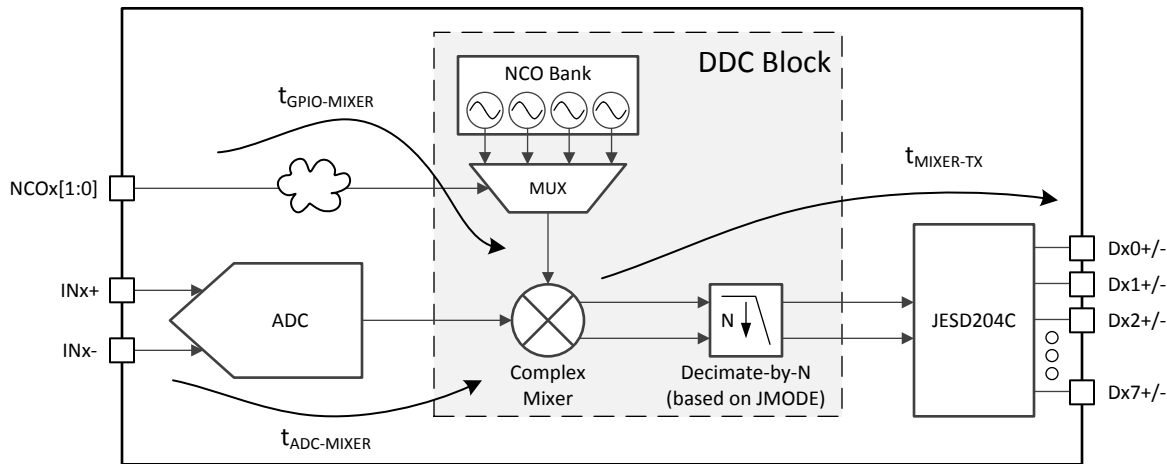 NCO Bank
DDC Block
tGPIO-MIXER
tMIXER-TX
NCOx[1:0]
MUX
INx+
INx-
ADC
Complex
Mixer
N
Decimate-by-N
(based on JMODE)
JESD204C
Dx0+/-
Dx1+/-
Dx2+/-
Dx7+/-
tADC-MIXER